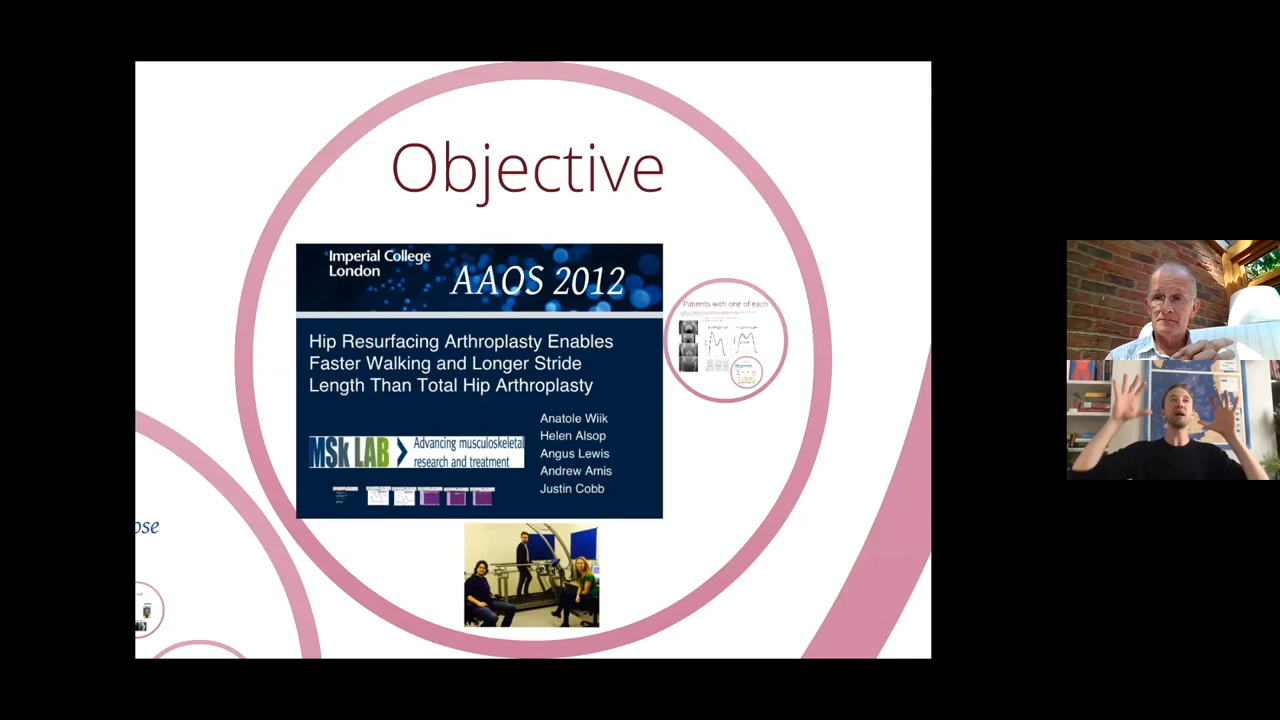 Objective
Imperial College
London
AAOS 2012
Hip Resurfacing Arthroplasty Enables
Faster Walking and Longer Stride
Length Than Total Hip Arthroplasty
Anatole Wiik
Helen Alsop
Angus Lewis
Andrew Amis
Justin Cobb
MSk LAB
Advancing musculoskeletal
research and treatment
Patients with one of each
ose